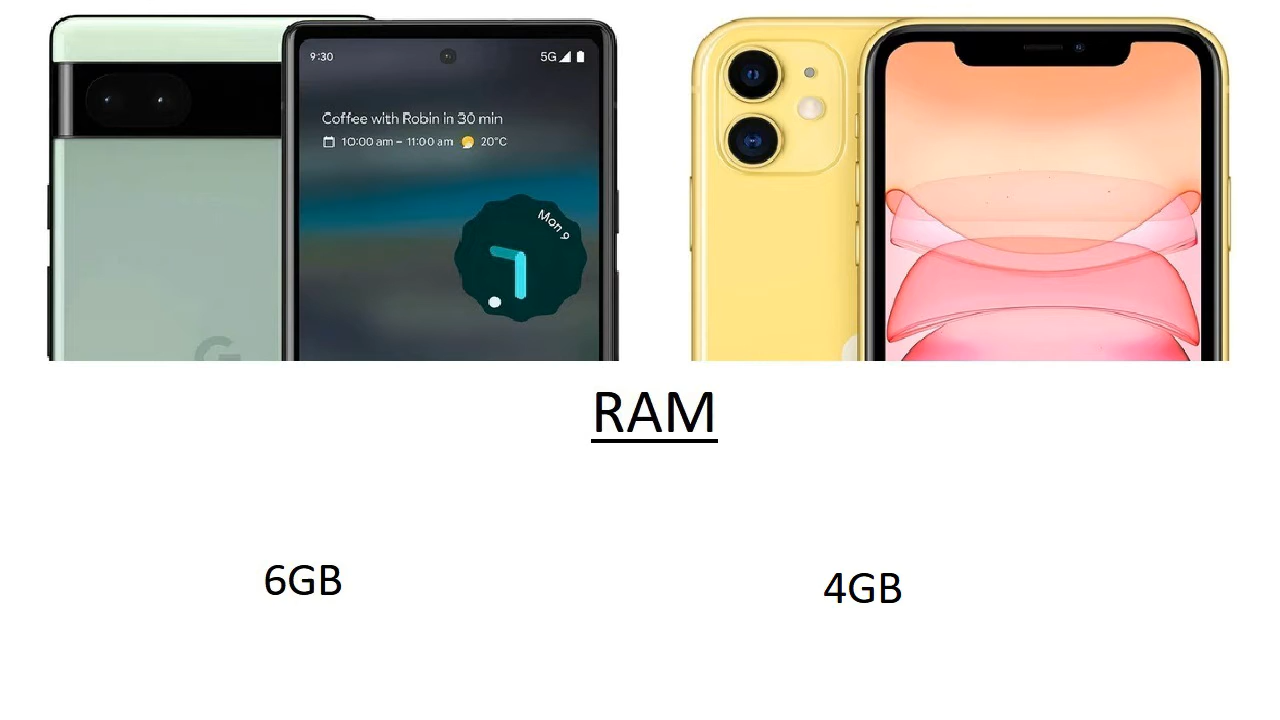 9:30
5G
Coffee with Robin in 30 min
10:00 am – 11:00 am 20°C
Mon 9
G
RAM
6GB
4GB